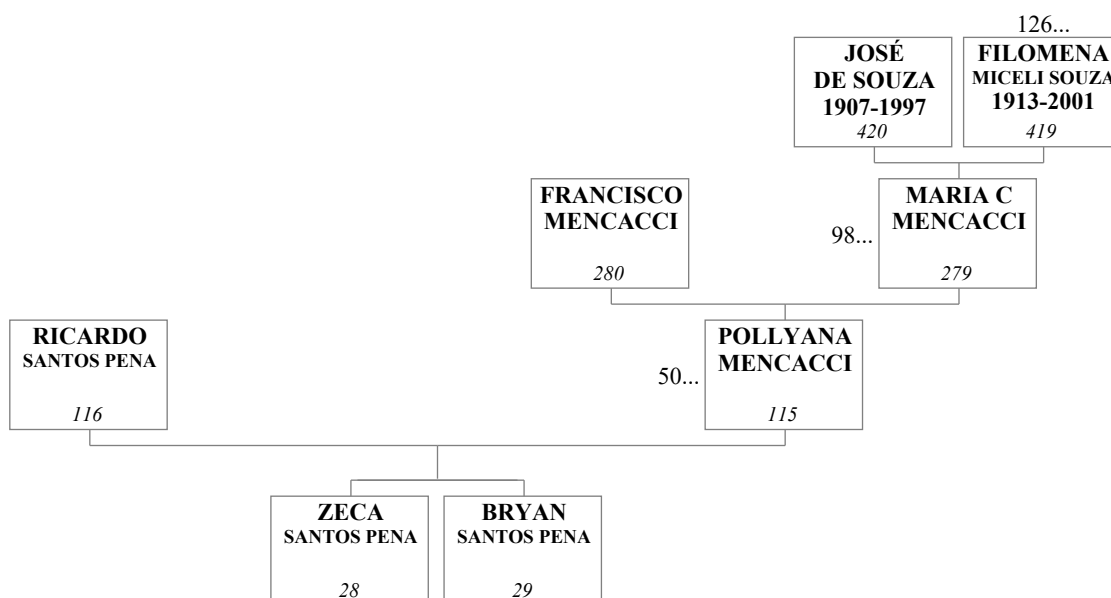 126...
JOSÉ
DE SOUZA
1907-1997
420
FILOMENA
MICELI SOUZA
1913-2001
419
FRANCISCO
MENCACCI
280
98...
MARIA C
MENCACCI
279
RICARDO
SANTOS PENA
116
50...
POLLYANA
MENCACCI
115
ZECA
SANTOS PENA
28
BRYAN
SANTOS PENA
29